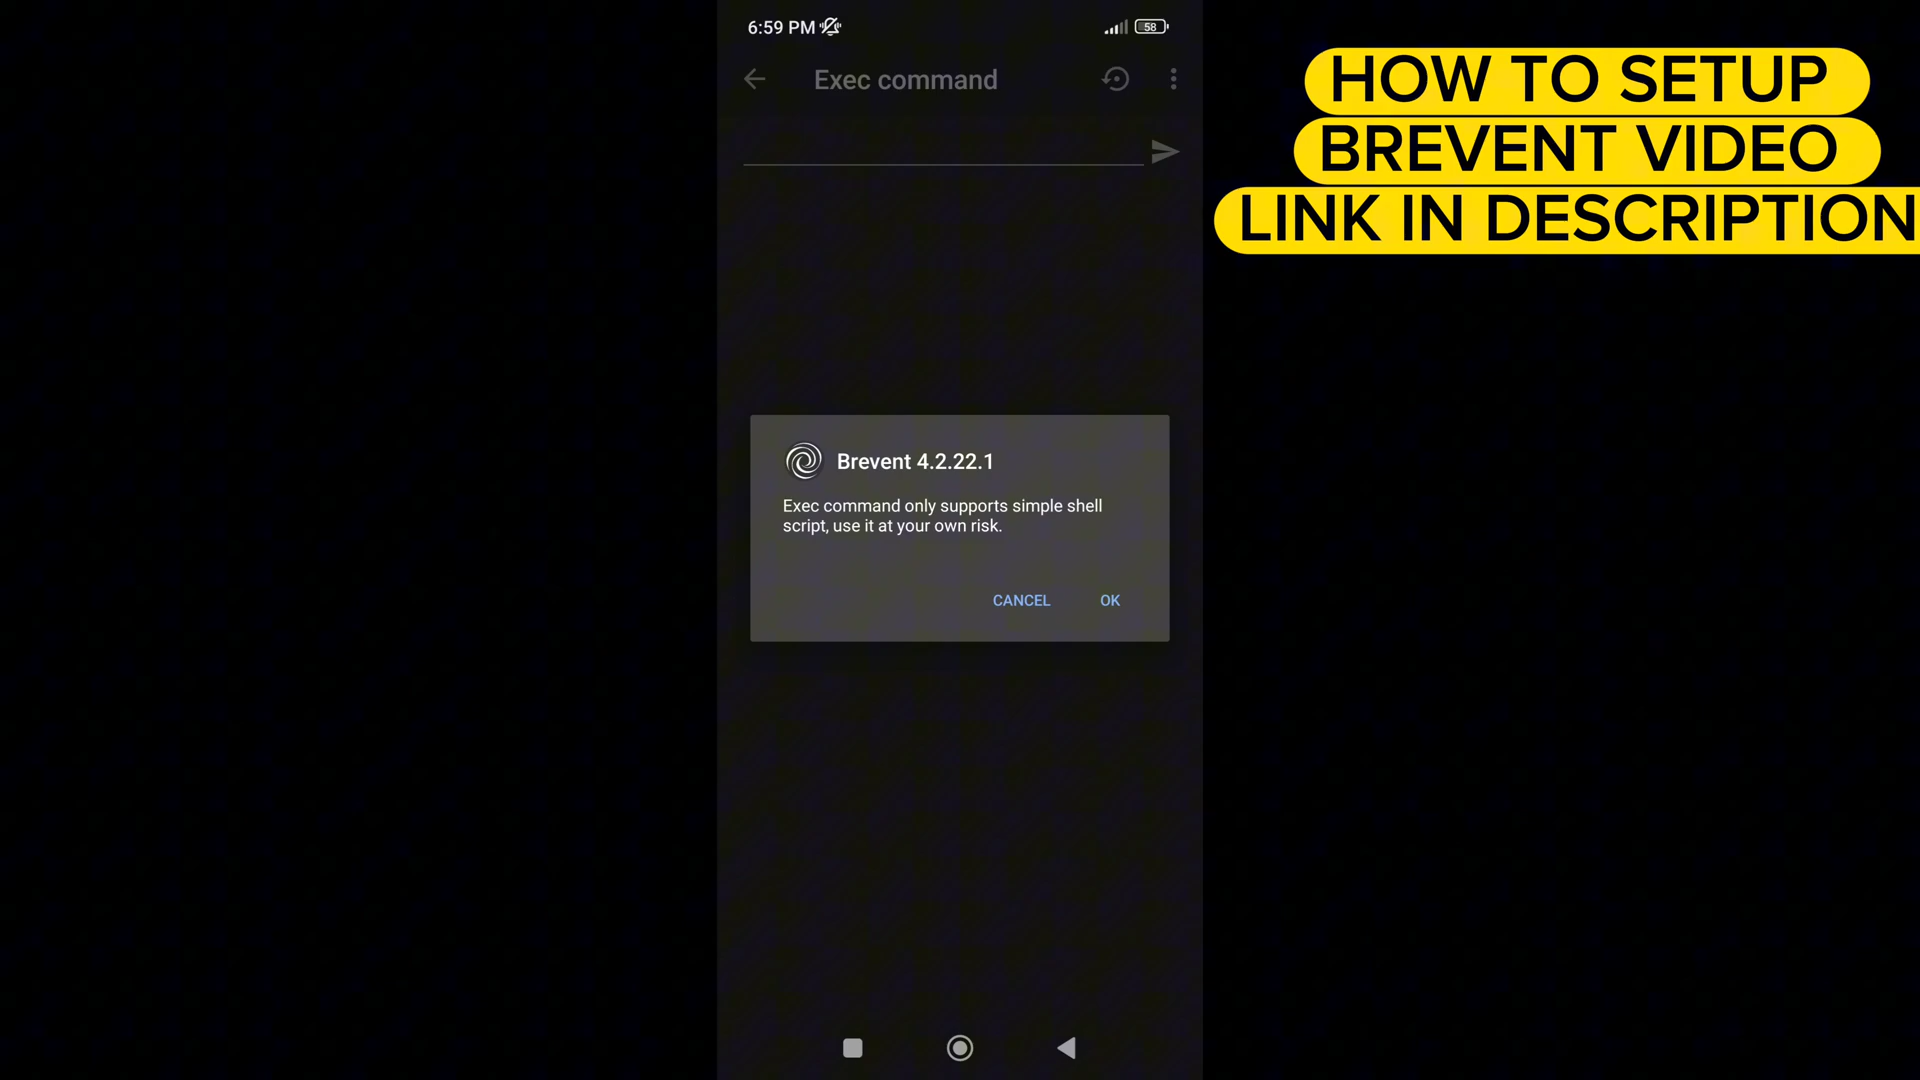 6:59 PM
58
Exec command
HOW TO SETUP
BREVENT VIDEO
LINK IN DESCRIPTION
Brevent 4.2.22.1
Exec command only supports simple shell
script, use it at your own risk.
CANCEL OK